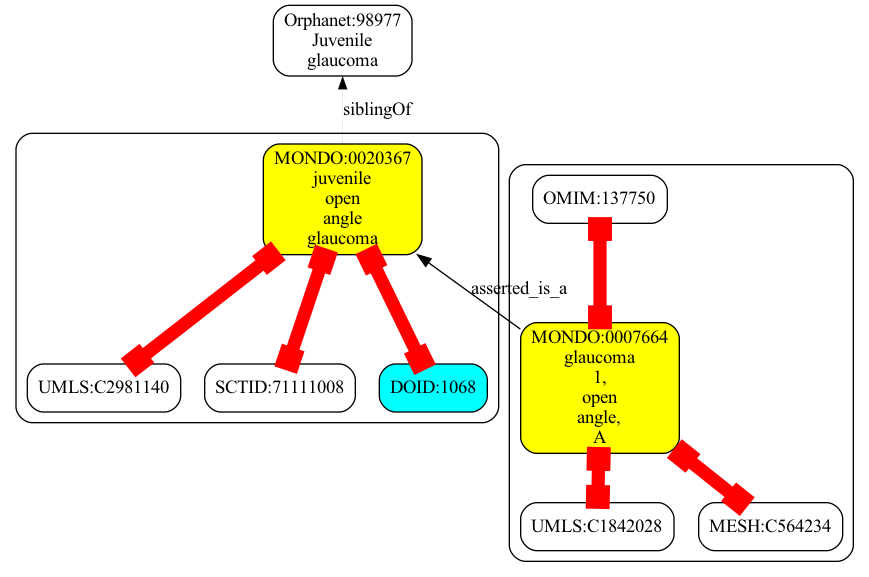 Orphanet:98977
Juvenile
glaucoma
siblingOf
MONDO:0020367
juvenile
open
angle
glaucoma
OMIM:137750
asserted_is_a
MONDO:0007664
glaucoma
1,
open
angle,
A
UMLS:C2981140
SCTID:71111008
DOID:1068
UMLS:C1842028
MESH:C564234